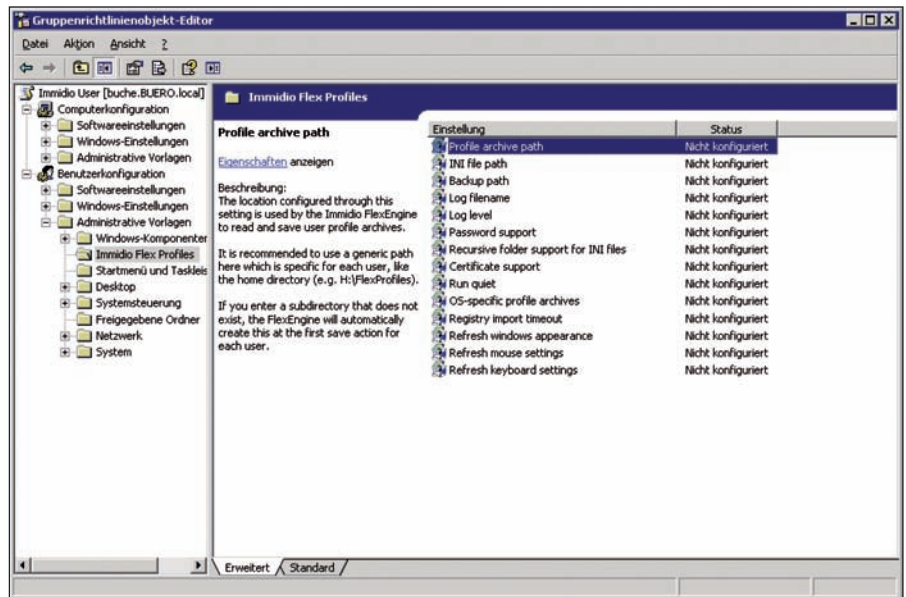 Gruppenrichtlinienobjekt-Editor
Datei Aktion Ansicht ?
Immidio User [buche.BUERO.local]
Computerkonfiguration
Softwareeinstellungen
Windows-Einstellungen
Administrative Vorlagen
Benutzerkonfiguration
Softwareeinstellungen
Windows-Einstellungen
Administrative Vorlagen
Windows-Komponenter
Immidio Flex Profiles
Startmenü und Taskleis
Desktop
Systemsteuerung
Freigegebene Ordner
Netzwerk
System
Immidio Flex Profiles
Profile archive path
Eigenschaften anzeigen
Beschreibung:
The location configured through this
setting is used by the Immidio FlexEngine
to read and save user profile archives.
It is recommended to use a generic path
here which is specific for each user, like
the home directory (e.g. H:\FlexProfiles).
If you enter a subdirectory that does not
exist, the FlexEngine will automatically
create this at the first save action for
each user.
Einstellung Status
Profile archive path Nicht konfiguriert
INI file path Nicht konfiguriert
Backup path Nicht konfiguriert
Log filename Nicht konfiguriert
Log level Nicht konfiguriert
Password support Nicht konfiguriert
Recursive folder support for INI files Nicht konfiguriert
Certificate support Nicht konfiguriert
Run quiet Nicht konfiguriert
OS-specific profile archives Nicht konfiguriert
Registry import timeout Nicht konfiguriert
Refresh windows appearance Nicht konfiguriert
Refresh mouse settings Nicht konfiguriert
Refresh keyboard settings Nicht konfiguriert
Erweitert Standard